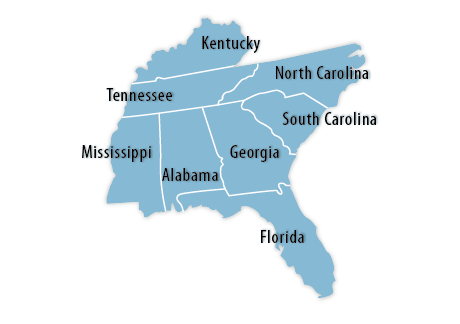 Kentucky
North Carolina
Tennessee
South Carolina
Mississippi
Georgia
Alabama
Florida